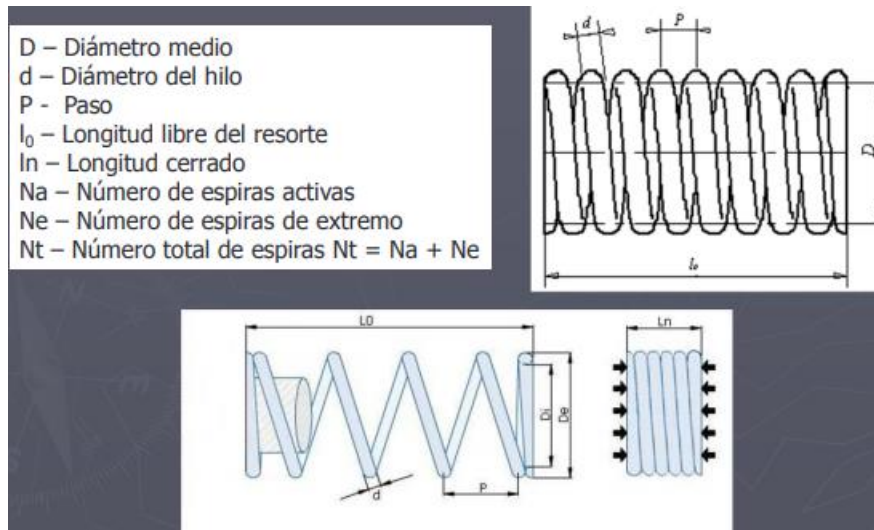 D – Diámetro medio
d – Diámetro del hilo
P - Paso
l₀ – Longitud libre del resorte
ln – Longitud cerrado
Na – Número de espiras activas
Ne – Número de espiras de extremo
Nt – Número total de espiras Nt = Na + Ne
d
P
D
l₀
L0
Ln
Di
De
d
P